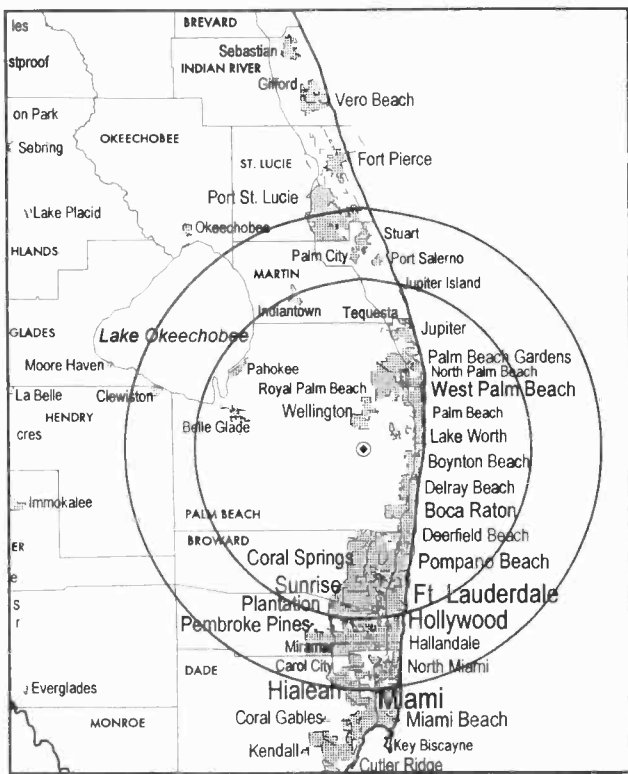 les
BREVARD
Sebastian
stproof
INDIAN RIVER
Gifford
Vero Beach
on Park
OKEECHOBEE
Sebring
ST. LUCIE
Fort Pierce
Port St. Lucie
Lake Placid
Okeechobee
Stuart
HLANDS
Palm City
Port Salerno
MARTIN
Jupiter Island
Indiantown
Tequesta
GLADES
Lake Okeechobee
Jupiter
Moore Haven
Pahokee
Palm Beach Gardens
North Palm Beach
La Belle
Clewiston
Royal Palm Beach
West Palm Beach
HENDRY
Wellington
Palm Beach
cres
Belle Glade
Lake Worth
Boynton Beach
Delray Beach
Immokalee
PALM BEACH
Boca Raton
BROWARD
Deerfield Beach
ER
Coral Springs
Pompano Beach
e
Sunrise
Ft. Lauderdale
S
Plantation
r
Pembroke Pines
Hollywood
Miramar
Hallandale
DADE
Carol City
North Miami
Everglades
Hialeah
Miami
MONROE
Coral Gables
Miami Beach
Kendall
Key Biscayne
Cutler Ridge